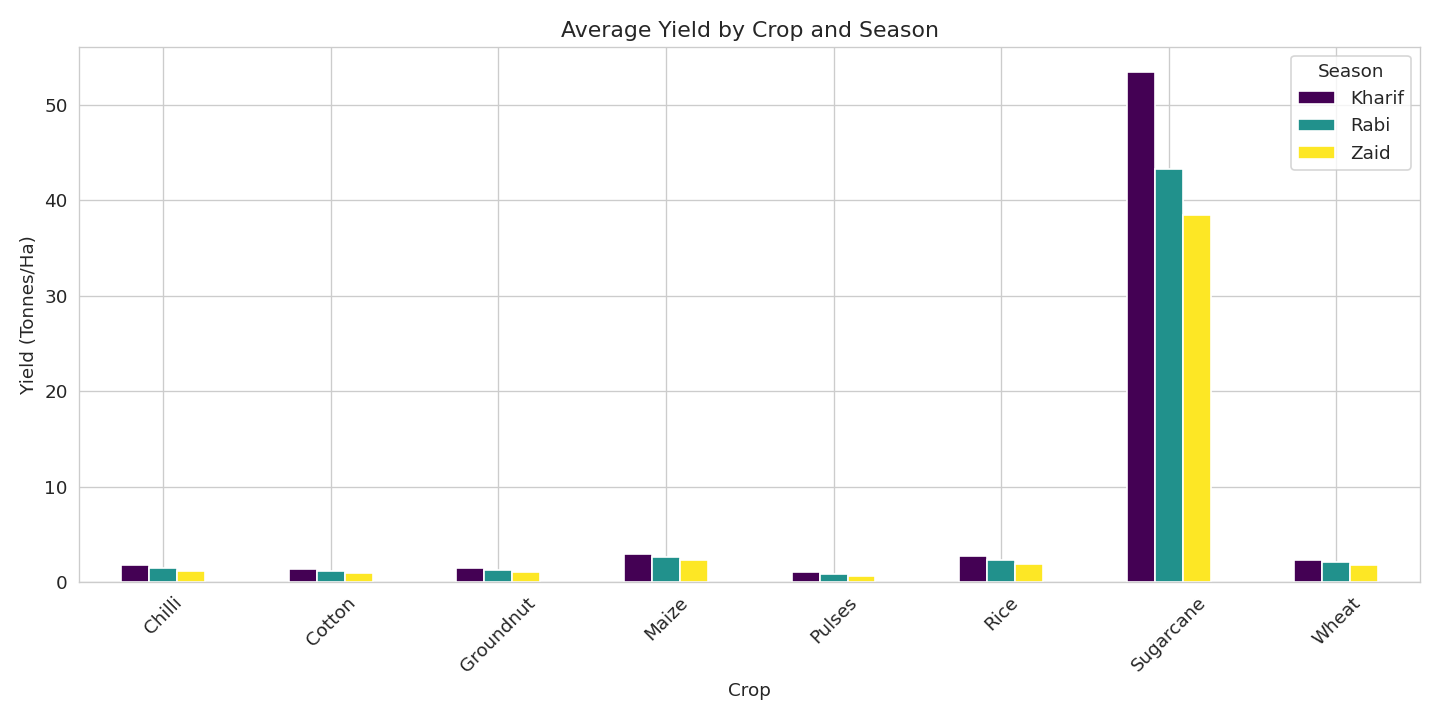 Average Yield by Crop and Season
Yield (Tonnes/Ha)
50
40
30
20
10
0
Season
Kharif
Rabi
Zaid
Chilli
Cotton
Groundnut
Maize
Pulses
Rice
Sugarcane
Wheat
Crop